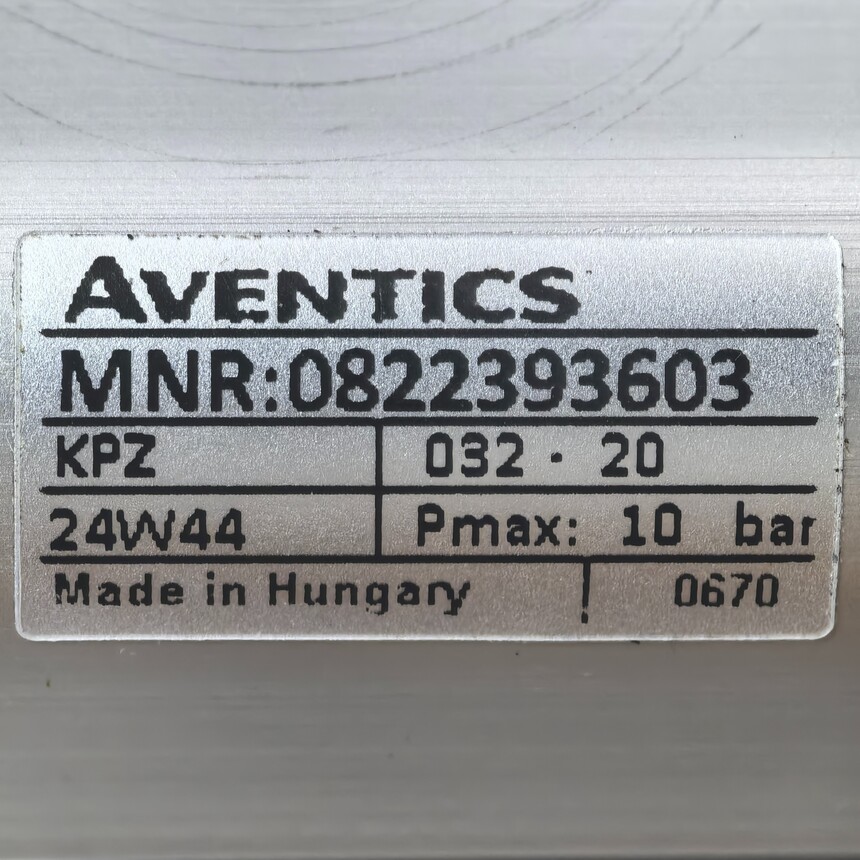 AVENTICS
MNR:0822393603
KPZ 032 · 20
24W44 Pmax: 10 bar
Made in Hungary 0670